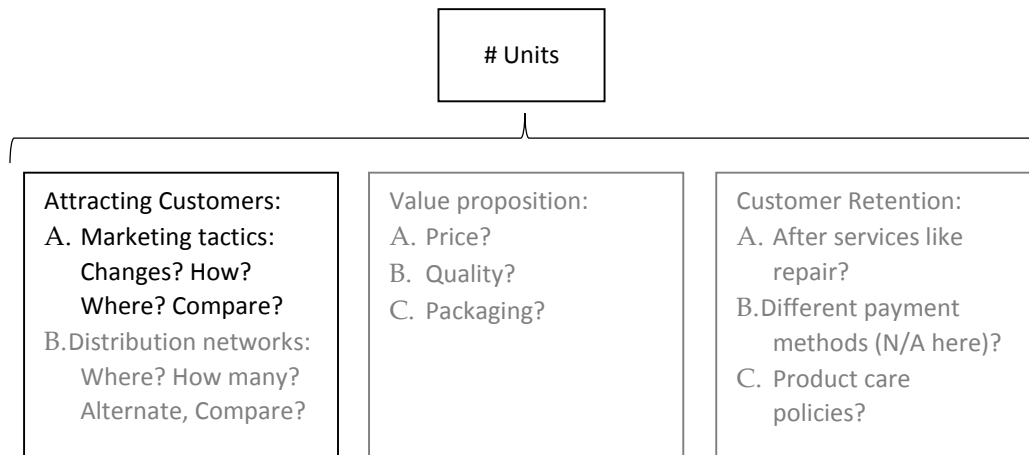 # Units
Attracting Customers:
A. Marketing tactics:
Changes? How?
Where? Compare?
B.Distribution networks:
Where? How many?
Alternate, Compare?
Value proposition:
A. Price?
B. Quality?
C. Packaging?
Customer Retention:
A. After services like
repair?
B.Different payment
methods (N/A here)?
C. Product care
policies?